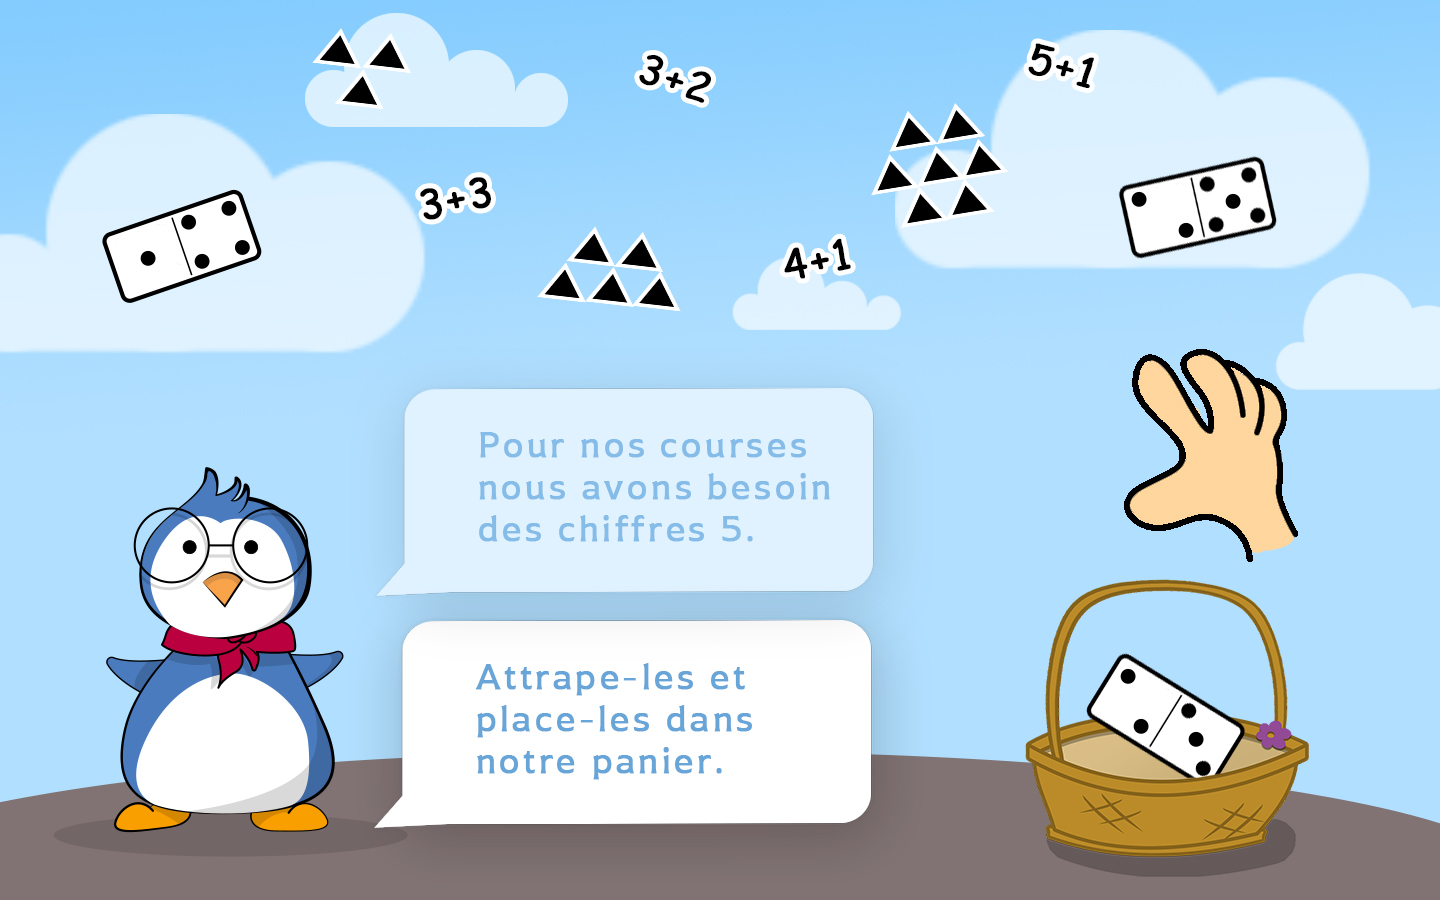 3+2
5+1
3+3
4+1
Pour nos courses
nous avons besoin
des chiffres 5.
Attrape-les et
place-les dans
notre panier.